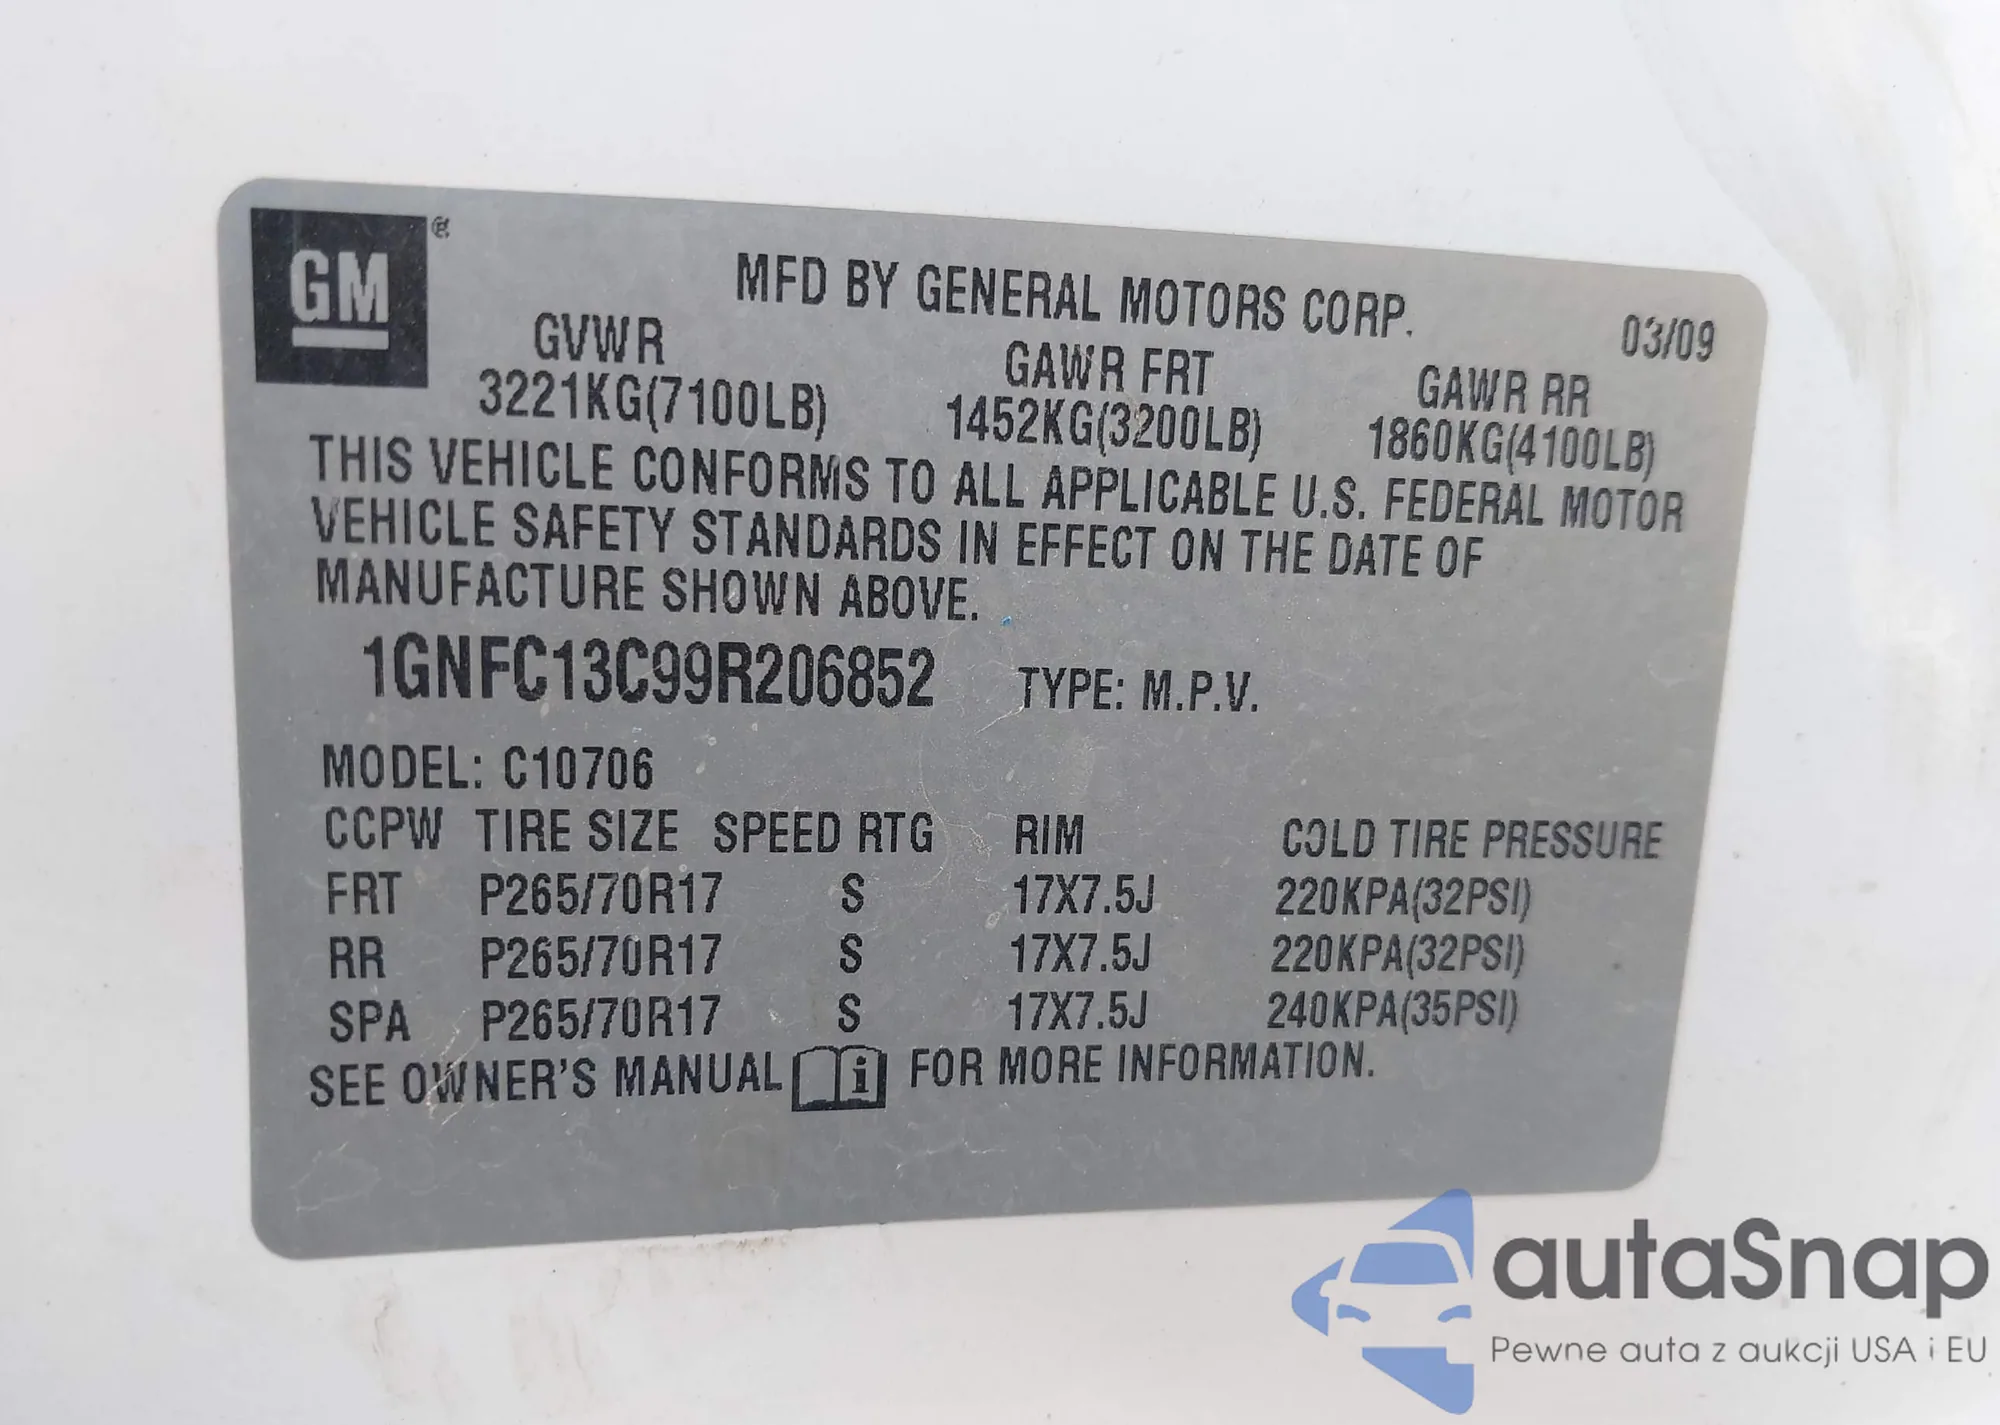 GM ®
MFD BY GENERAL MOTORS CORP.
03/09
GVWR GAWR FRT GAWR RR
3221KG(7100LB) 1452KG(3200LB) 1860KG(4100LB)
THIS VEHICLE CONFORMS TO ALL APPLICABLE U.S. FEDERAL MOTOR
VEHICLE SAFETY STANDARDS IN EFFECT ON THE DATE OF
MANUFACTURE SHOWN ABOVE.
1GNFC13C99R206852 TYPE: M.P.V.
MODEL: C10706
CCPW TIRE SIZE SPEED RTG RIM COLD TIRE PRESSURE
FRT P265/70R17 S 17X7.5J 220KPA(32PSI)
RR P265/70R17 S 17X7.5J 220KPA(32PSI)
SPA P265/70R17 S 17X7.5J 240KPA(35PSI)
SEE OWNER'S MANUAL i FOR MORE INFORMATION.
autaSnap
Pewne auta z aukcji USA i EU